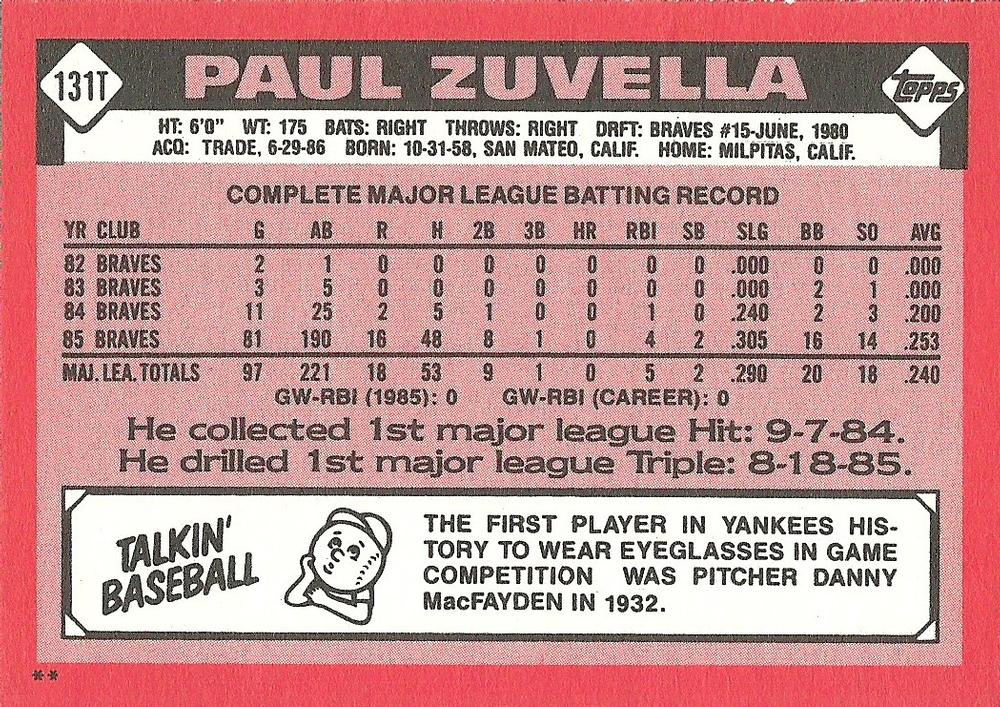 131T PAUL ZUVELLA Topps
HT: 6'0" WT: 175 BATS: RIGHT THROWS: RIGHT DRFT: BRAVES #15-JUNE, 1980
ACQ: TRADE, 6-29-86 BORN: 10-31-58, SAN MATEO, CALIF. HOME: MILPITAS, CALIF.
COMPLETE MAJOR LEAGUE BATTING RECORD
YR CLUB G AB R H 2B 3B HR RBI SB SLG BB SO AVG
82 BRAVES 2 1 0 0 0 0 0 0 0 .000 0 0 .000
83 BRAVES 3 5 0 0 0 0 0 0 0 .000 2 1 .000
84 BRAVES 11 25 2 5 1 0 0 1 0 .240 2 3 .200
85 BRAVES 81 190 16 48 8 1 0 4 2 .305 16 14 .253
MAJ. LEA. TOTALS 97 221 18 53 9 1 0 5 2 .290 20 18 .240
GW-RBI (1985): 0 GW-RBI (CAREER): 0
He collected 1st major league Hit: 9-7-84.
He drilled 1st major league Triple: 8-18-85.
TALKIN'
BASEBALL
THE FIRST PLAYER IN YANKEES HIS-
TORY TO WEAR EYEGLASSES IN GAME
COMPETITION WAS PITCHER DANNY
MacFAYDEN IN 1932.
**